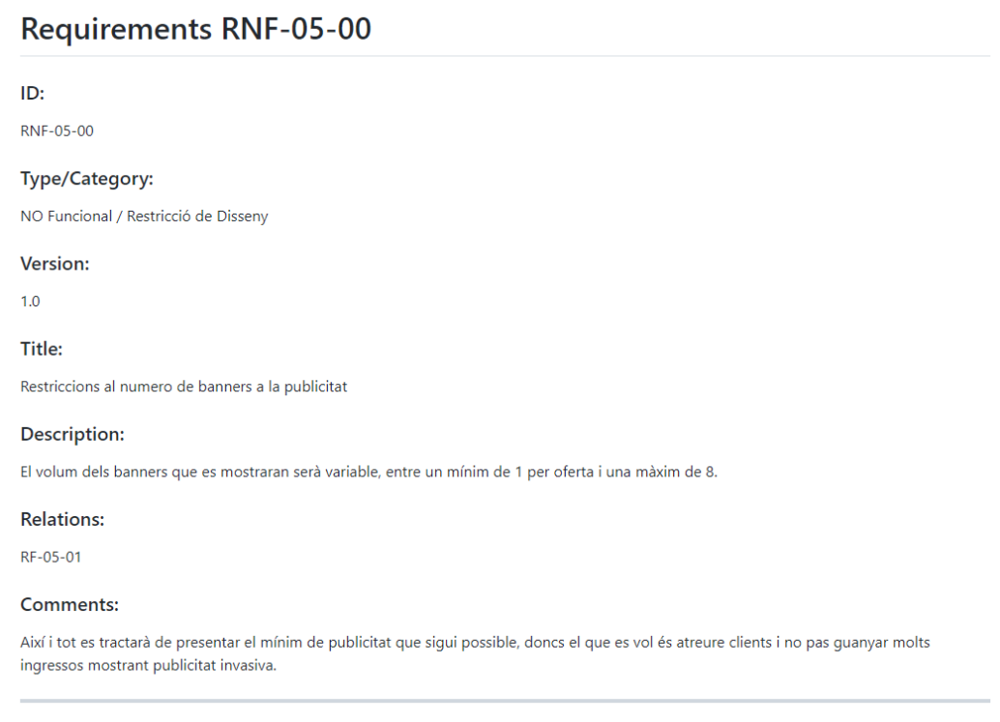 Requirements RNF-05-00
ID:
RNF-05-00
Type/Category:
NO Funcional / Restricció de Disseny
Version:
1.0
Title:
Restriccions al numero de banners a la publicitat
Description:
El volum dels banners que es mostraran serà variable, entre un mínim de 1 per oferta i una màxim de 8.
Relations:
RF-05-01
Comments:
Així i tot es tractarà de presentar el mínim de publicitat que sigui possible, doncs el que es vol és atreure clients i no pas guanyar molts
ingressos mostrant publicitat invasiva.